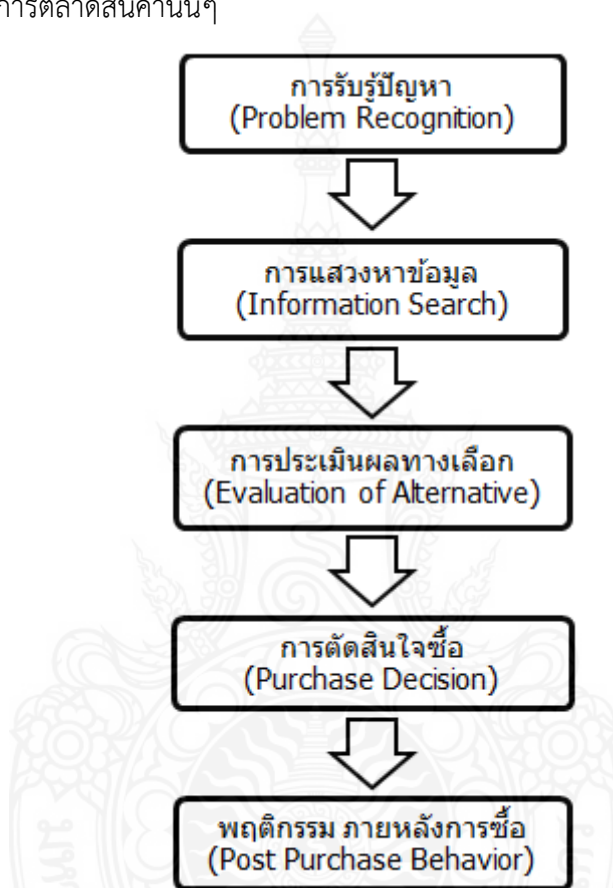 การตลาดสินค้านั้นๆ
การรับรู้ปัญหา
(Problem Recognition)
การแสวงหาข้อมูล
(Information Search)
การประเมินผลทางเลือก
(Evaluation of Alternative)
การตัดสินใจซื้อ
(Purchase Decision)
พฤติกรรม ภายหลังการซื้อ
(Post Purchase Behavior)